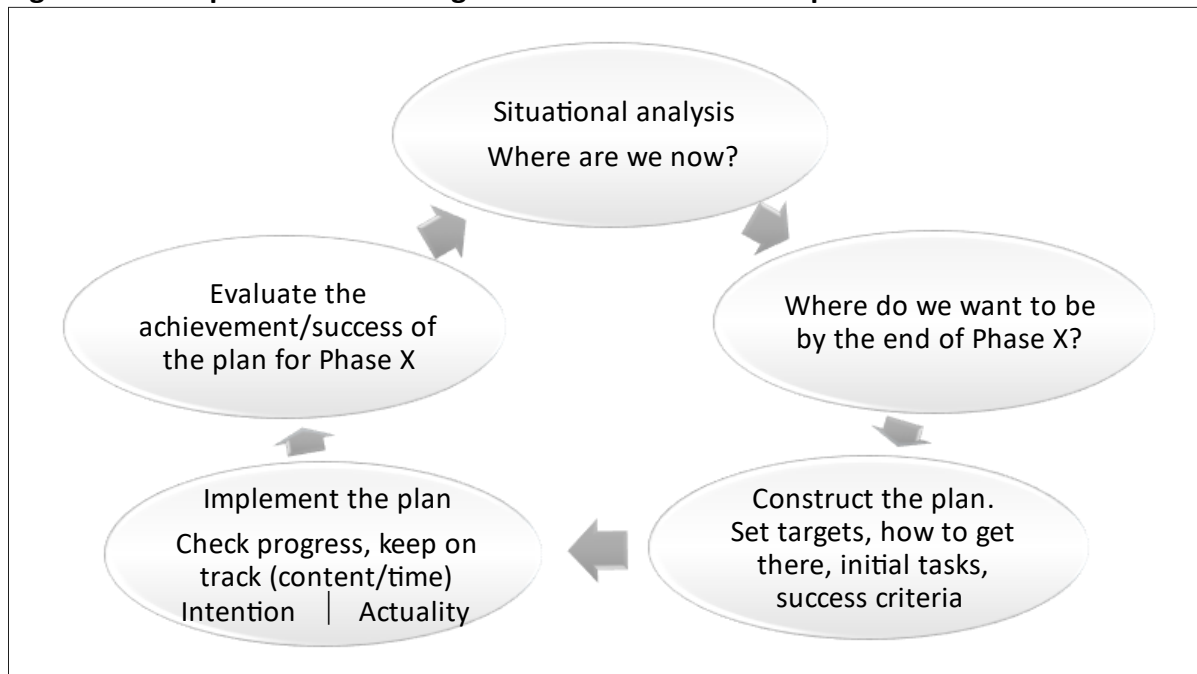 Situational analysis
Where are we now?
Where do we want to be
by the end of Phase X?
Construct the plan.
Set targets, how to get
there, initial tasks,
success criteria
Implement the plan
Check progress, keep on
track (content/time)
Intention | Actuality
Evaluate the
achievement/success of
the plan for Phase X